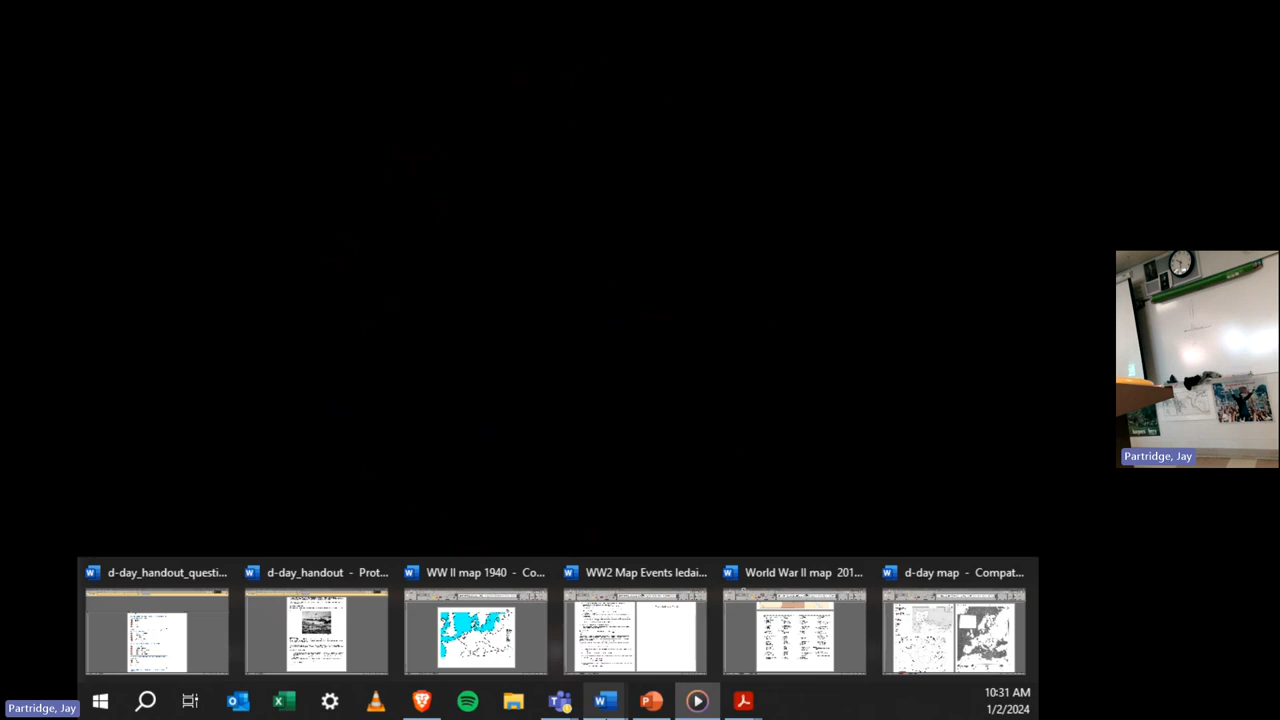 d-day_handout_questi...
d-day_handout - Prot...
WW II map 1940 - Co...
WW2 Map Events ledai...
World War II map 201...
d-day map - Compat...
Partridge, Jay
10:31 AM
1/2/2024
Partridge, Jay